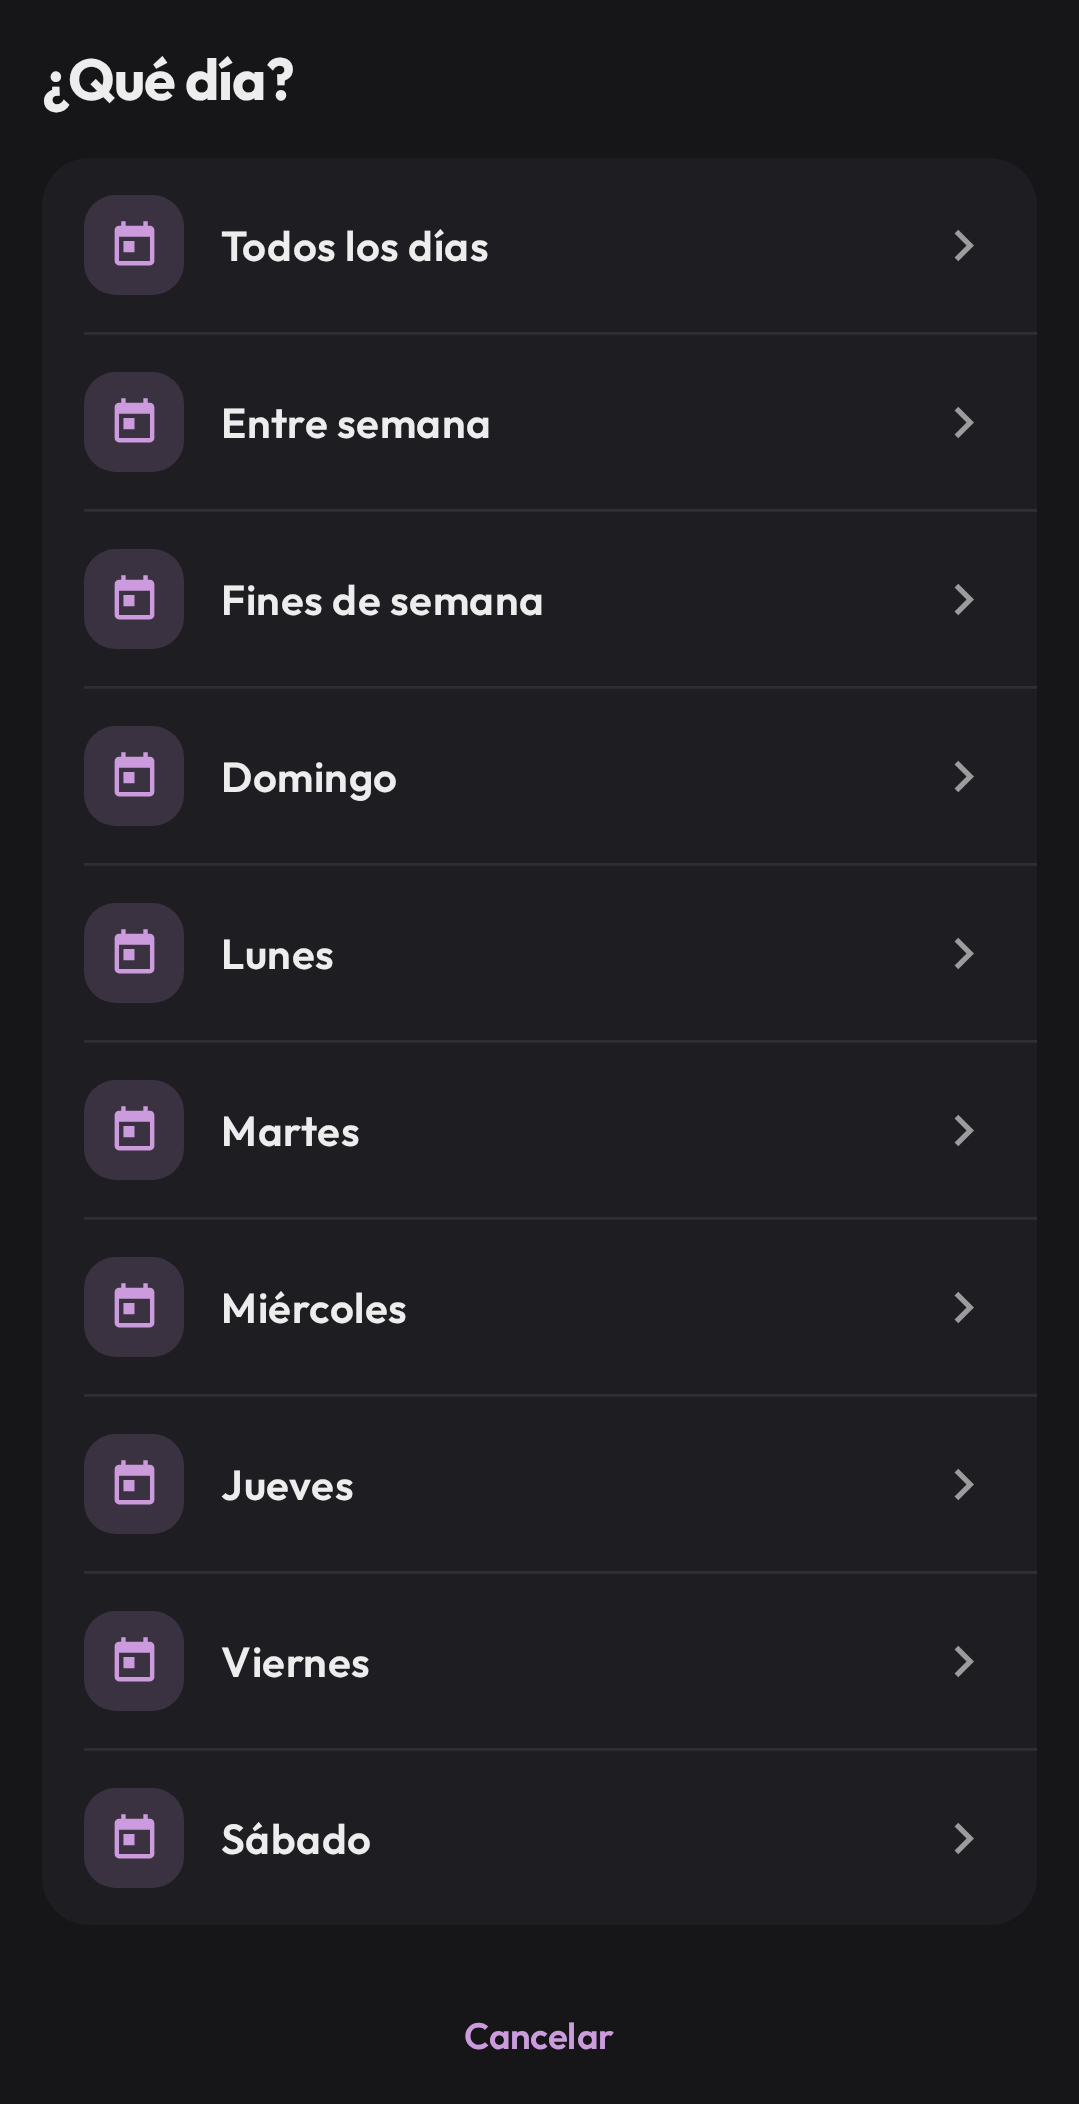 ¿Qué día?
Todos los días
Entre semana
Fines de semana
Domingo
Lunes
Martes
Miércoles
Jueves
Viernes
Sábado
Cancelar